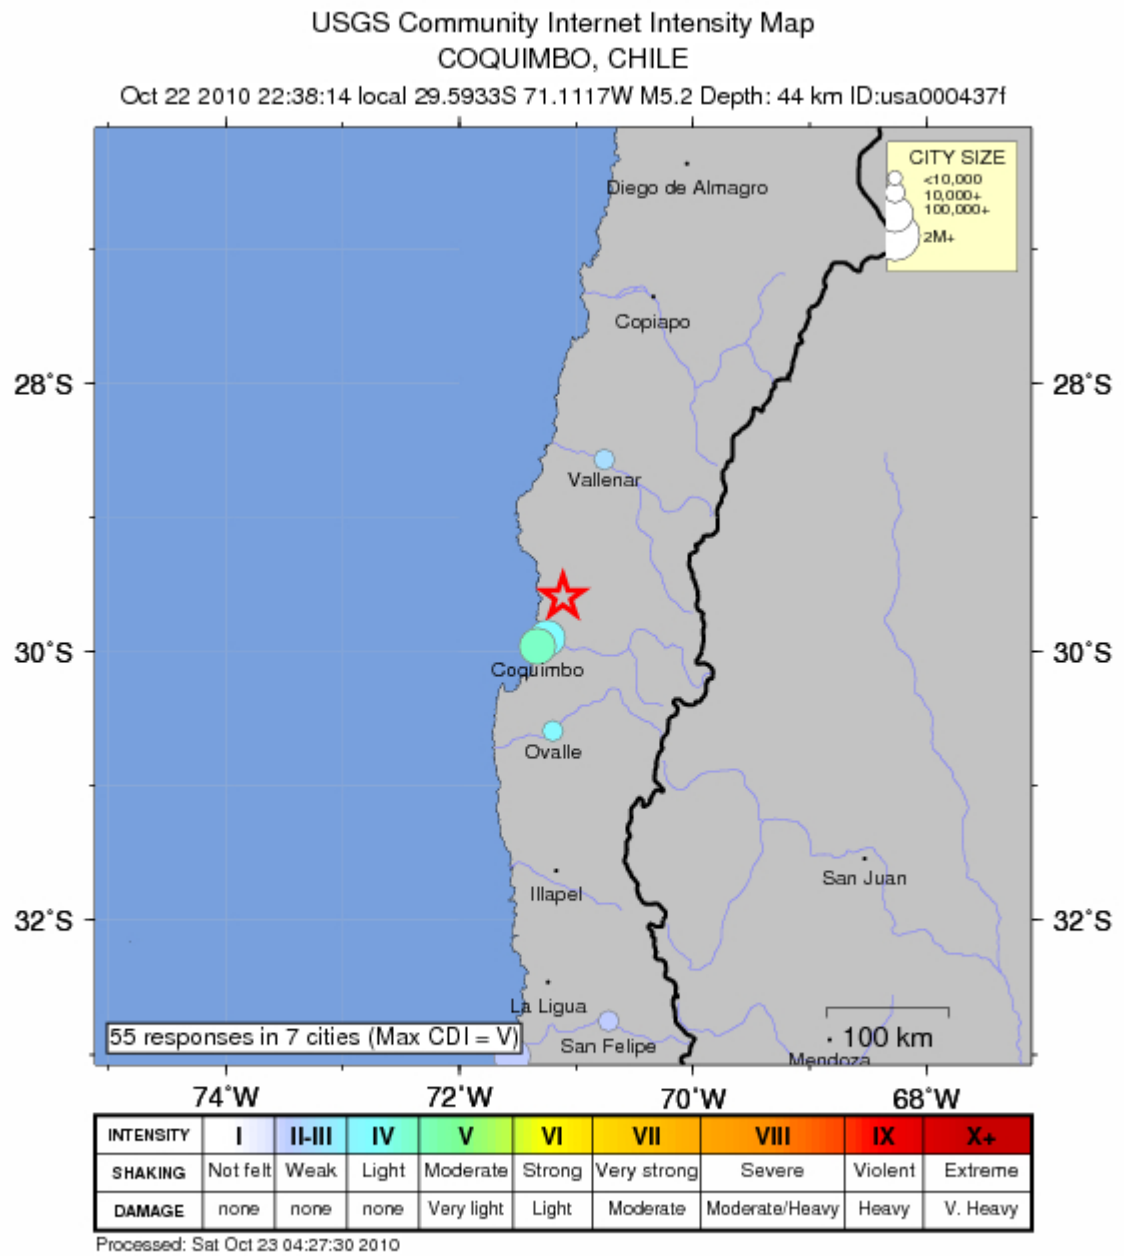 USGS Community Internet Intensity Map
COQUIMBO, CHILE
Oct 22 2010 22:38:14 local 29.5933S 71.1117W M5.2 Depth: 44 km ID:usa000437f
CITY SIZE
<10,000
10,000+
100,000+
2M+
Diego de Almagro
Copiapo
28°S
28°S
Vallenar
30°S
30°S
Coquimbo
Ovalle
San Juan
Illapel
32°S
32°S
La Ligua
55 responses in 7 cities (Max CDI = V)
San Felipe
100 km
Mendoza
74°W 72°W 70°W 68°W
INTENSITY I II-III IV V VI VII VIII IX X+
SHAKING Not felt Weak Light Moderate Strong Very strong Severe Violent Extreme
DAMAGE none none none Very light Light Moderate Moderate/Heavy Heavy V. Heavy
Processed: Sat Oct 23 04:27:30 2010